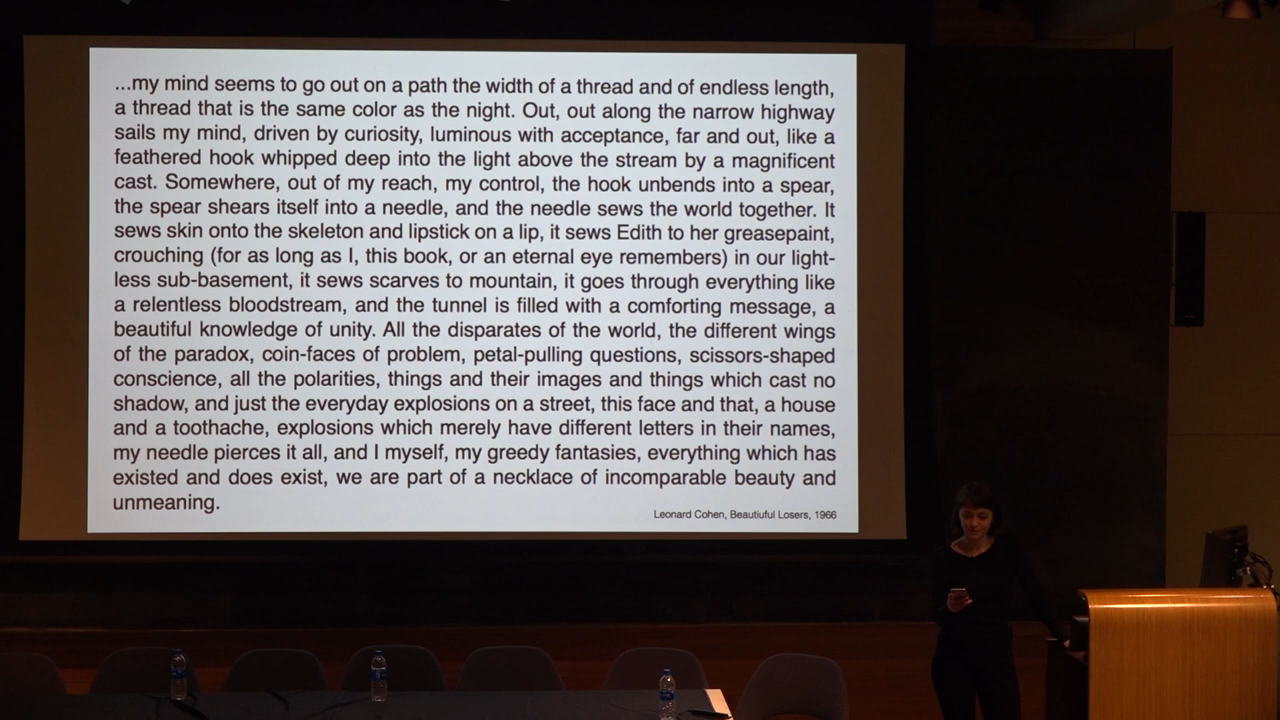 ...my mind seems to go out on a path the width of a thread and of endless length,
a thread that is the same color as the night. Out, out along the narrow highway
sails my mind, driven by curiosity, luminous with acceptance, far and out, like a
feathered hook whipped deep into the light above the stream by a magnificent
cast. Somewhere, out of my reach, my control, the hook unbends into a spear,
the spear shears itself into a needle, and the needle sews the world together. It
sews skin onto the skeleton and lipstick on a lip, it sews Edith to her greasepaint,
crouching (for as long as I, this book, or an eternal eye remembers) in our light-
less sub-basement, it sews scarves to mountain, it goes through everything like
a relentless bloodstream, and the tunnel is filled with a comforting message, a
beautiful knowledge of unity. All the disparates of the world, the different wings
of the paradox, coin-faces of problem, petal-pulling questions, scissors-shaped
conscience, all the polarities, things and their images and things which cast no
shadow, and just the everyday explosions on a street, this face and that, a house
and a toothache, explosions which merely have different letters in their names,
my needle pierces it all, and I myself, my greedy fantasies, everything which has
existed and does exist, we are part of a necklace of incomparable beauty and
unmeaning.
Leonard Cohen, Beautiuful Losers, 1966